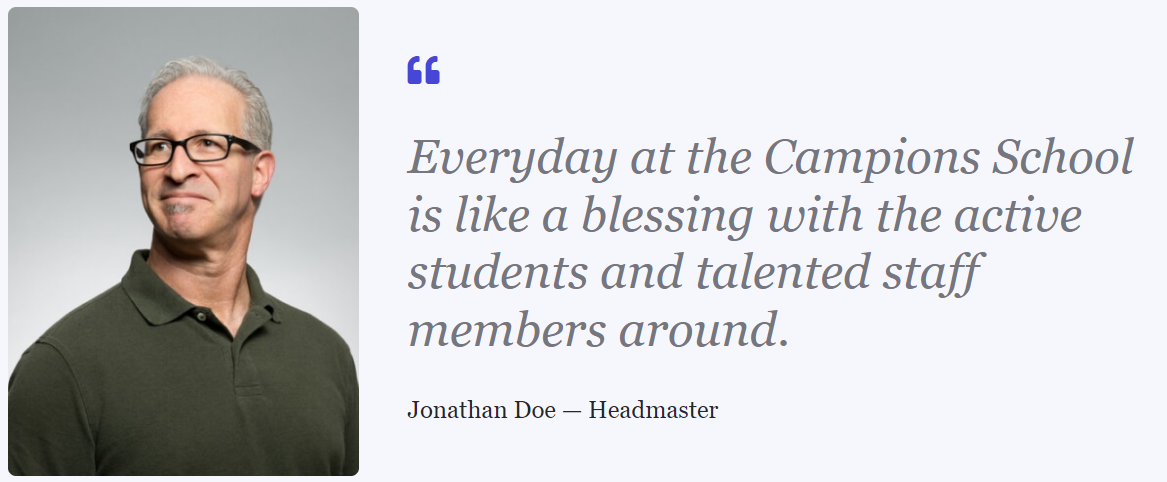 “
Everyday at the Campions School
is like a blessing with the active
students and talented staff
members around.
Jonathan Doe — Headmaster